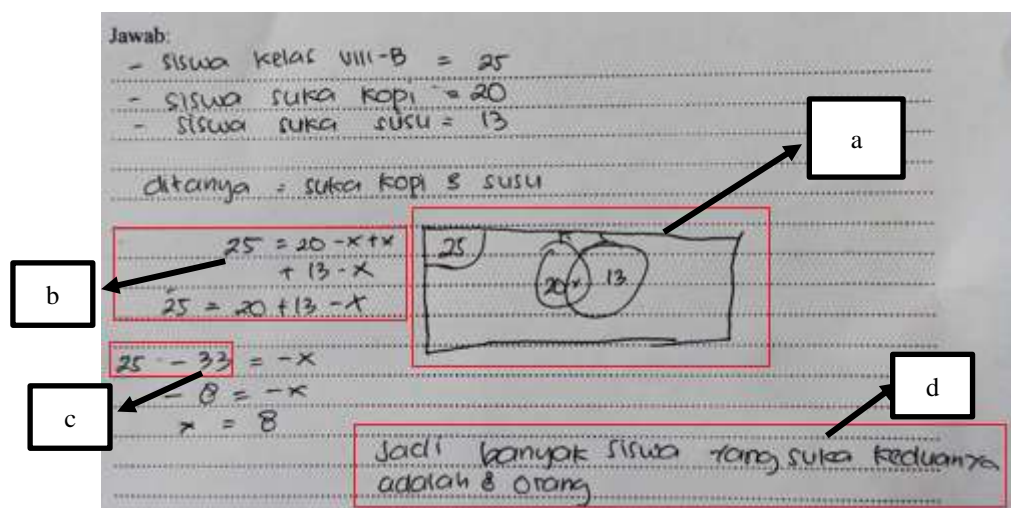 Jawab:
- siswa kelas VIII-B = 25
- siswa suka kopi = 20
- siswa suka susu = 13
a
ditanya = suka kopi & susu
25 = 20 - x + x
+ 13 - x
25 = 20 + 13 - x
b
25
K S
20 x 13
25 - 33 = -x
- 8 = -x
x = 8
c
d
Jadi banyak siswa yang suka keduanya
adalah 8 orang